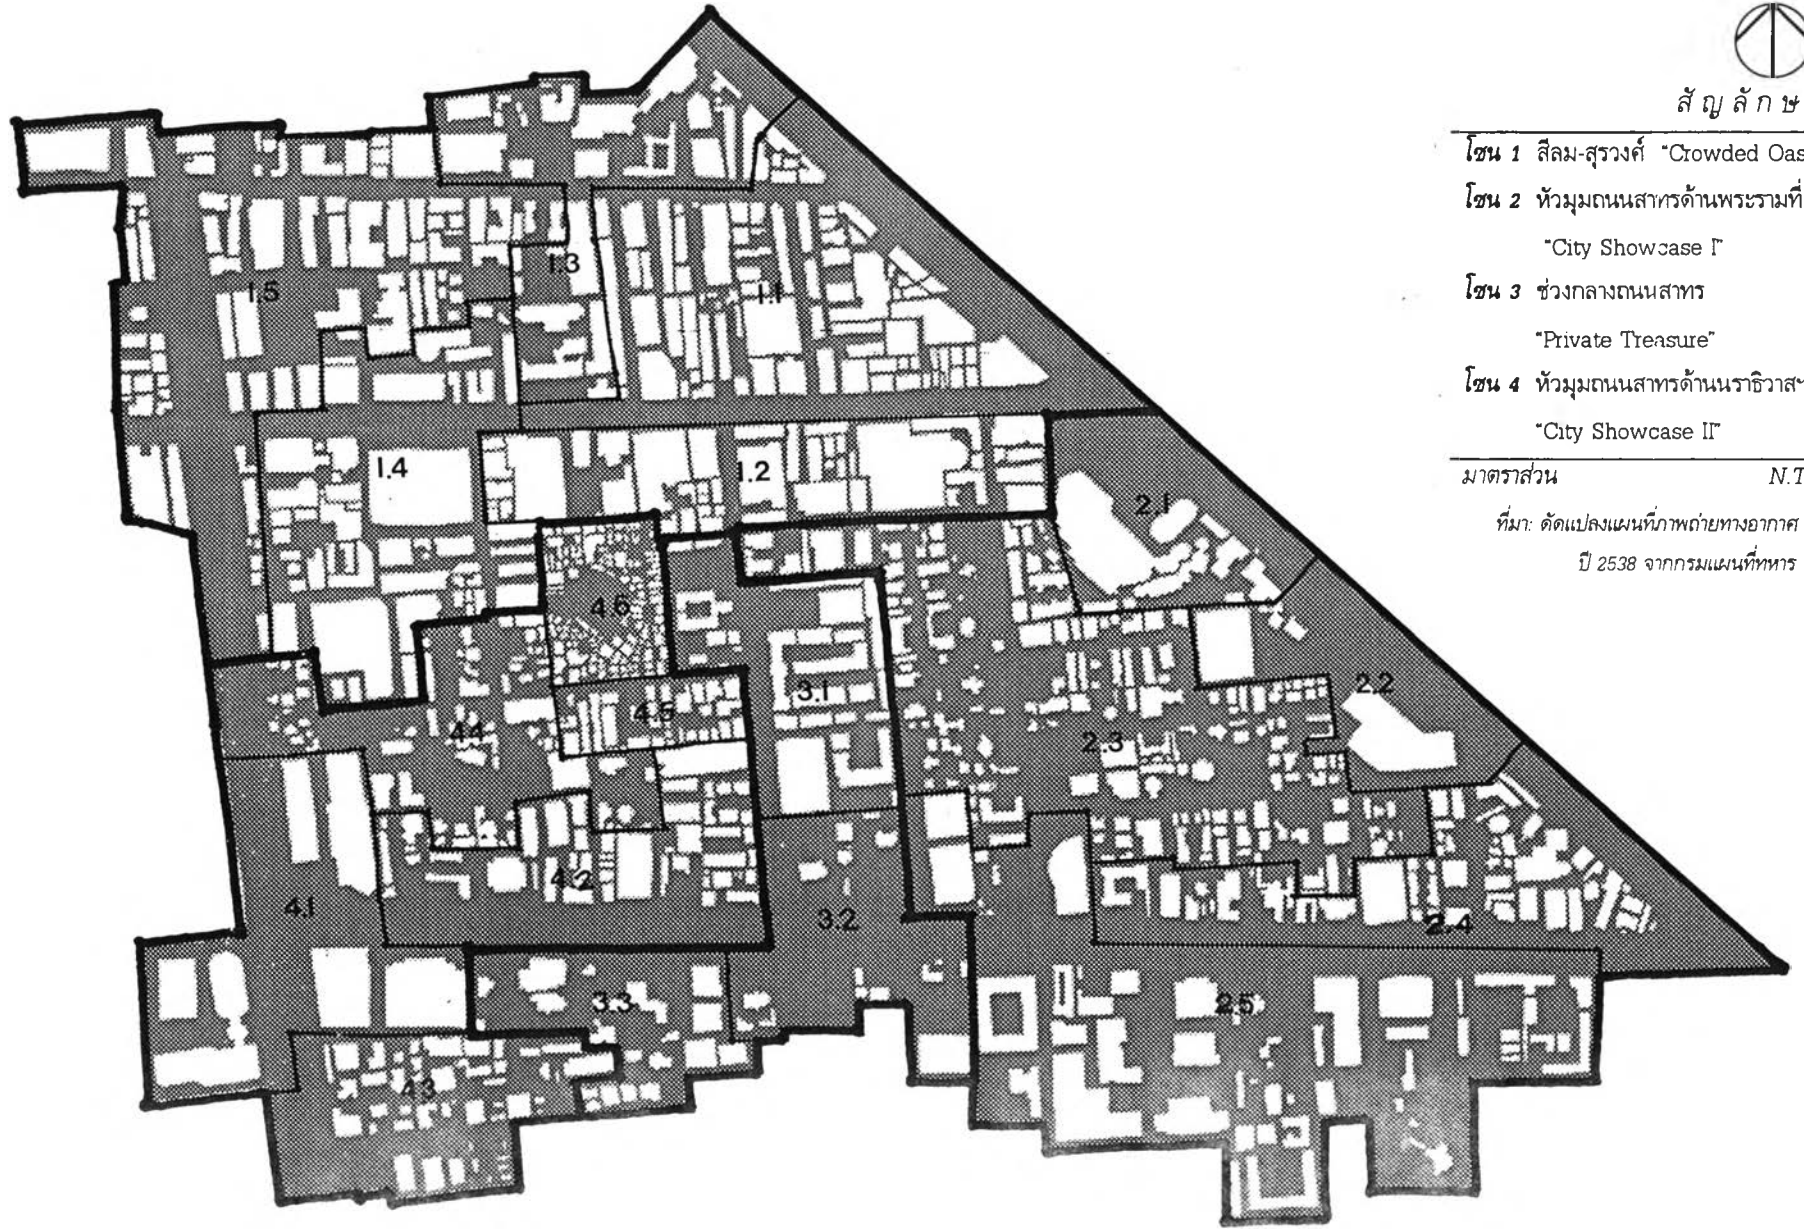 สัญลักษ
โซน 1 สีลม-สุรวงศ์ "Crowded Oas
โซน 2 หัวมุมถนนสาทรด้านพระรามที่
"City Showcase I"
โซน 3 ช่วงกลางถนนสาทร
"Private Treasure"
โซน 4 หัวมุมถนนสาทรด้านนราธิวาสฯ
"City Showcase II"
มาตราส่วน N.T
ที่มา: ดัดแปลงแผนที่ภาพถ่ายทางอากาศ
ปี 2538 จากกรมแผนที่ทหาร
1.3
1.5
1.1
1.4
1.2
2.1
4.6
3.1
4.5
2.2
4.4
2.3
4.2
4.1
3.2
2.4
3.3
2.5
4.3